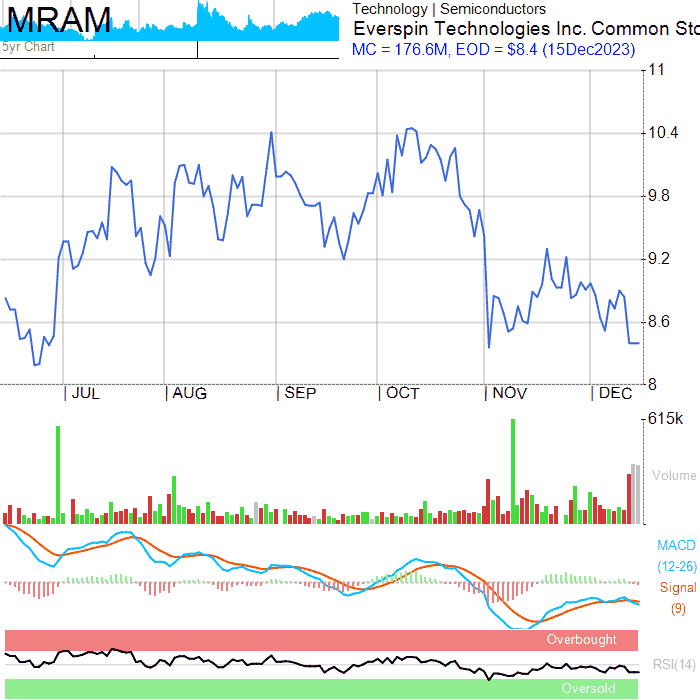 MRAM
5yr Chart
Technology | Semiconductors
Everspin Technologies Inc. Common Sto
MC = 176.6M, EOD = $8.4 (15Dec2023)
11
10.4
9.8
9.2
8.6
8
JUL
AUG
SEP
OCT
NOV
DEC
615k
Volume
MACD
(12-26)
Signal
(9)
Overbought
RSI(14)
Oversold